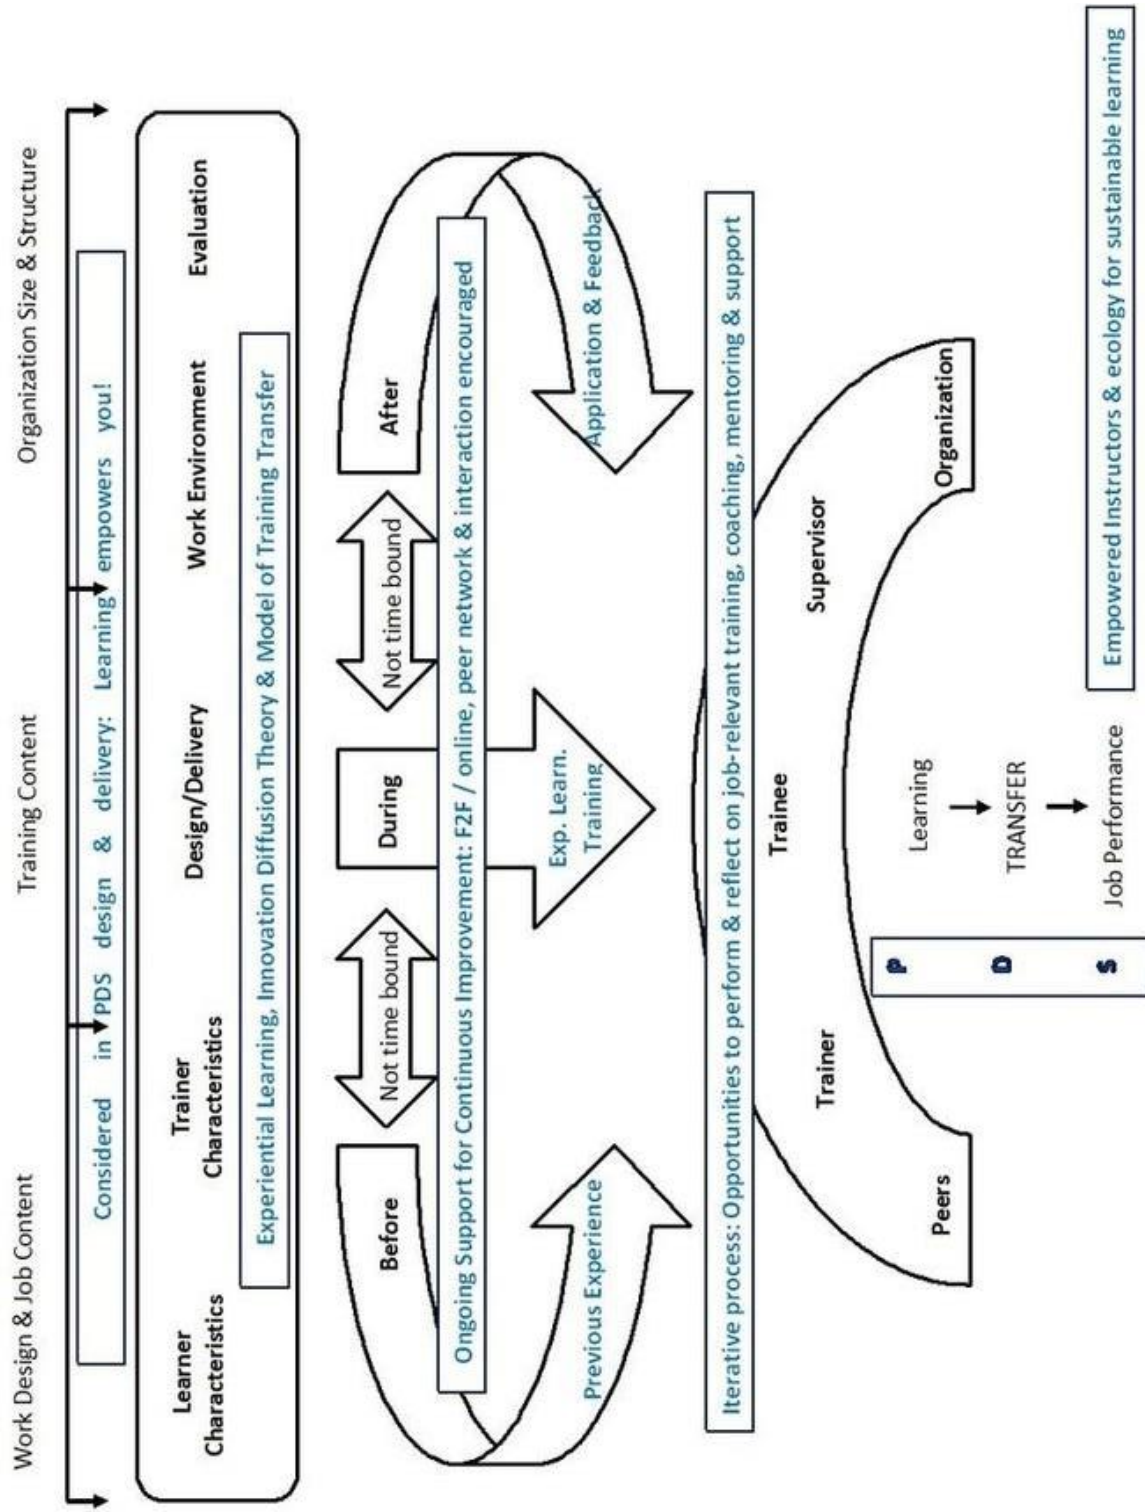 Work Design & Job Content
Training Content
Organization Size & Structure
Considered in PDS design & delivery: Learning empowers you!
Learner
Characteristics
Trainer
Characteristics
Design/Delivery
Work Environment
Evaluation
Experiential Learning, Innovation Diffusion Theory & Model of Training Transfer
Before
Not time bound
During
Not time bound
After
Ongoing Support for Continuous Improvement: F2F / online, peer network & interaction encouraged
Previous Experience
Exp. Learn.
Training
Application & Feedback
Iterative process: Opportunities to perform & reflect on job-relevant training, coaching, mentoring & support
Peers
Trainer
Trainee
Supervisor
Organization
P
D
S
Learning
TRANSFER
Job Performance
Empowered Instructors & ecology for sustainable learning